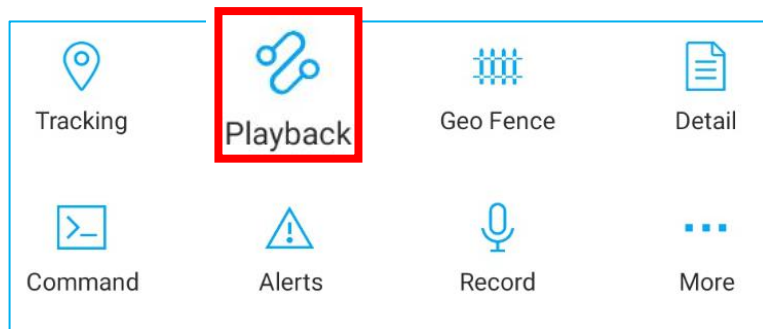 Tracking
Playback
Geo Fence
Detail
Command
Alerts
Record
More